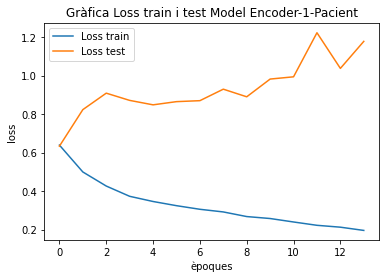 Gràfica Loss train i test Model Encoder-1-Pacient
Loss train
Loss test
1.2
1.0
0.8
0.6
0.4
0.2
loss
0 2 4 6 8 10 12
èpoques